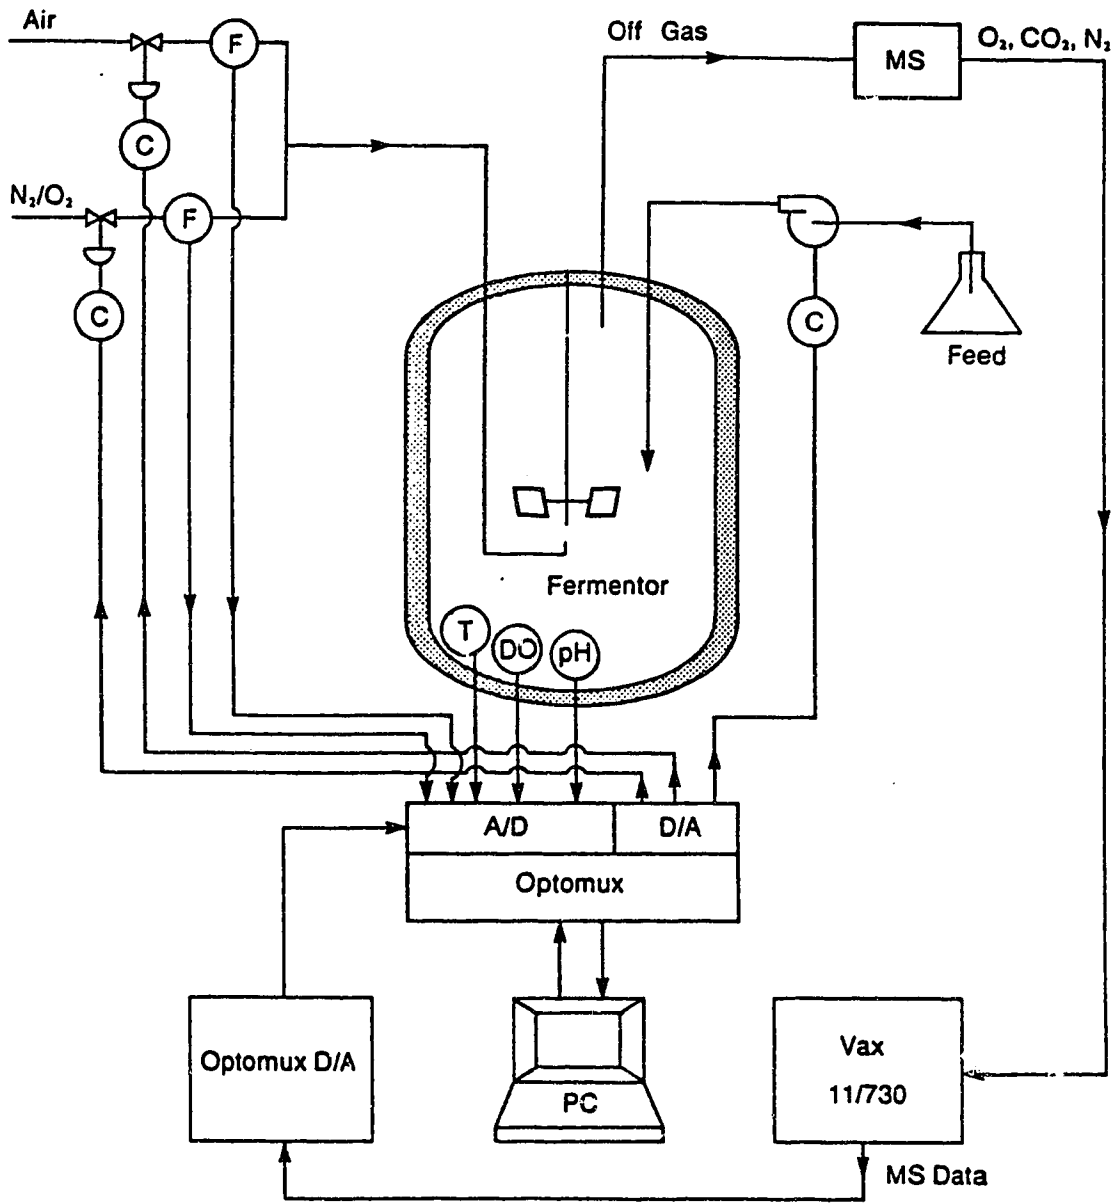 Air
F
Off Gas
MS
O₂, CO₂, N₂
C
N₂/O₂
F
C
C
Feed
Fermentor
T
DO
pH
A/D
D/A
Optomux
Optomux D/A
PC
Vax
11/730
MS Data